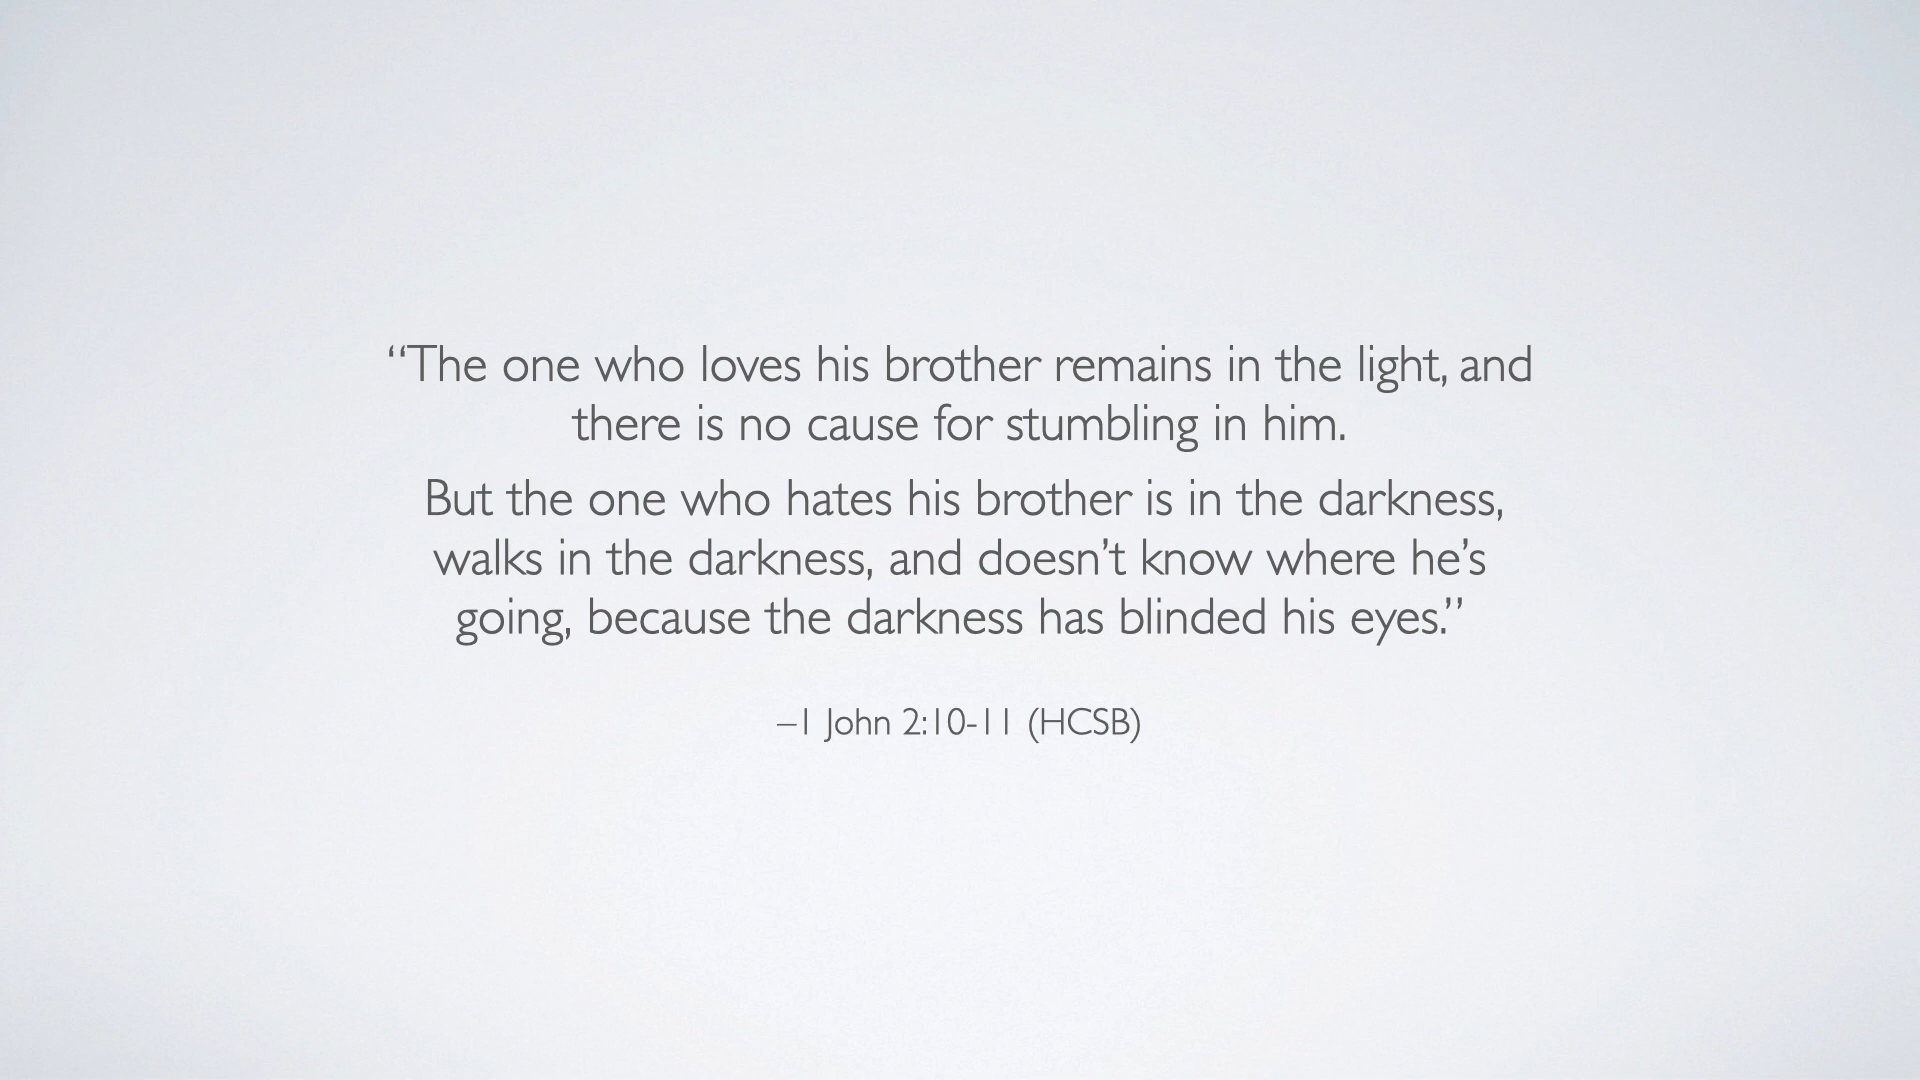 “The one who loves his brother remains in the light, and
there is no cause for stumbling in him.
But the one who hates his brother is in the darkness,
walks in the darkness, and doesn’t know where he’s
going, because the darkness has blinded his eyes.”
–1 John 2:10-11 (HCSB)